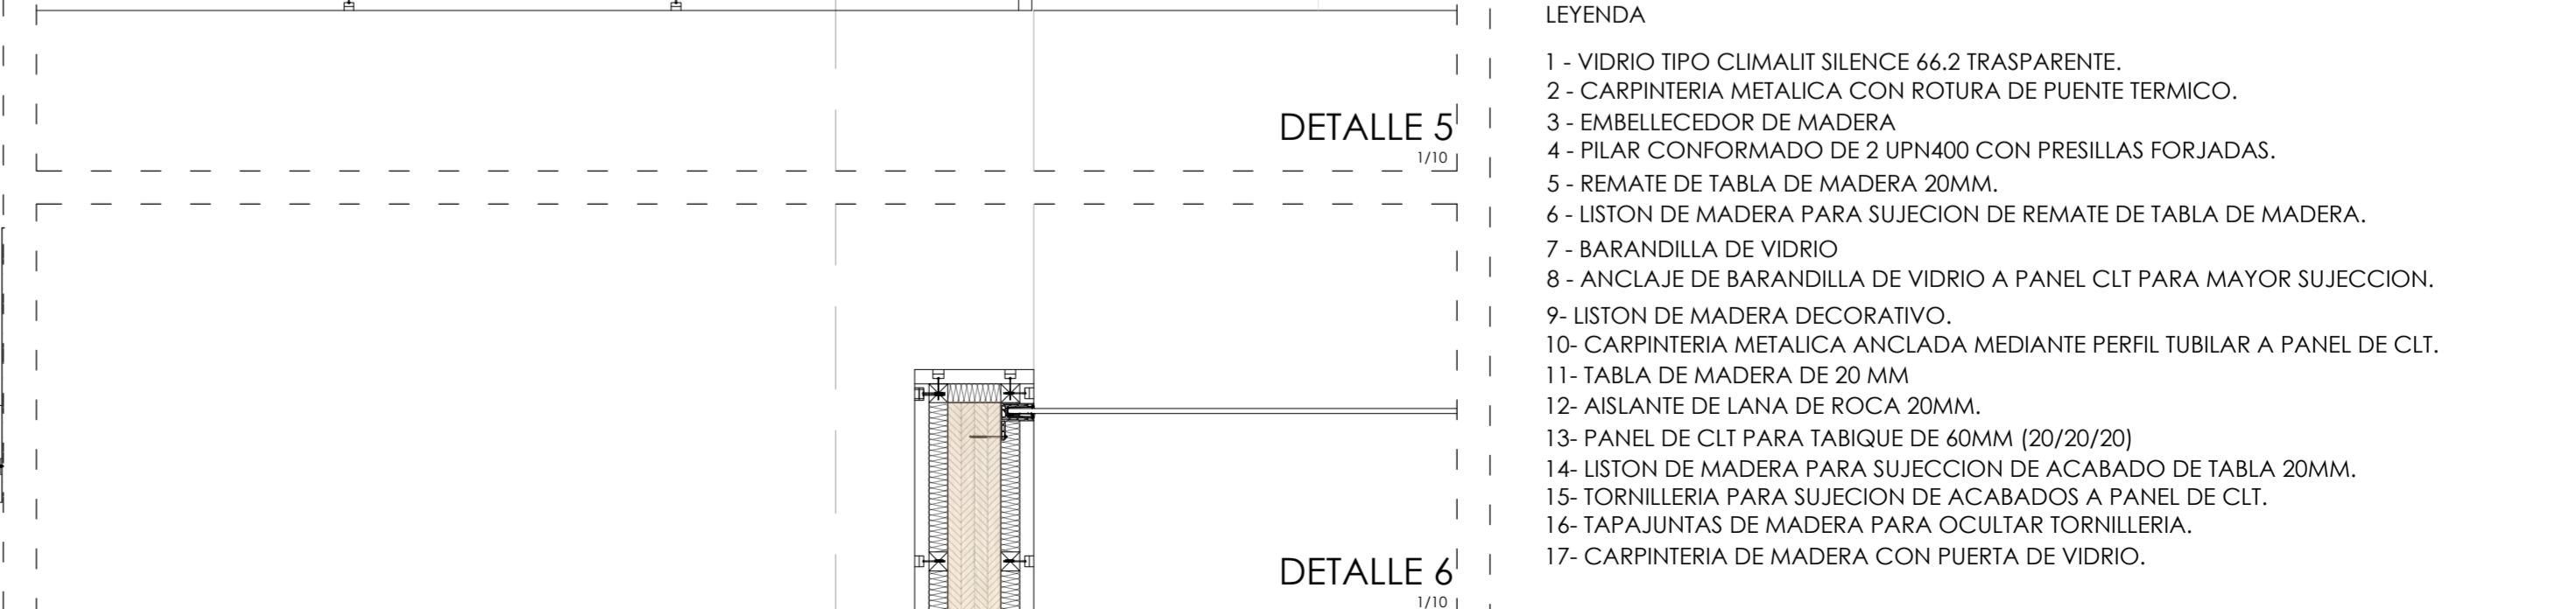 LEYENDA
1 - VIDRIO TIPO CLIMALIT SILENCE 66.2 TRASPARENTE.
2 - CARPINTERIA METALICA CON ROTURA DE PUENTE TERMICO.
3 - EMBELLECEDOR DE MADERA
4 - PILAR CONFORMADO DE 2 UPN400 CON PRESILLAS FORJADAS.
5 - REMATE DE TABLA DE MADERA 20MM.
6 - LISTON DE MADERA PARA SUJECION DE REMATE DE TABLA DE MADERA.
7 - BARANDILLA DE VIDRIO
8 - ANCLAJE DE BARANDILLA DE VIDRIO A PANEL CLT PARA MAYOR SUJECCION.
9- LISTON DE MADERA DECORATIVO.
10- CARPINTERIA METALICA ANCLADA MEDIANTE PERFIL TUBILAR A PANEL DE CLT.
11- TABLA DE MADERA DE 20 MM
12- AISLANTE DE LANA DE ROCA 20MM.
13- PANEL DE CLT PARA TABIQUE DE 60MM (20/20/20)
14- LISTON DE MADERA PARA SUJECCION DE ACABADO DE TABLA 20MM.
15- TORNILLERIA PARA SUJECION DE ACABADOS A PANEL DE CLT.
16- TAPAJUNTAS DE MADERA PARA OCULTAR TORNILLERIA.
17- CARPINTERIA DE MADERA CON PUERTA DE VIDRIO.
DETALLE 5
1/10
DETALLE 6
1/10